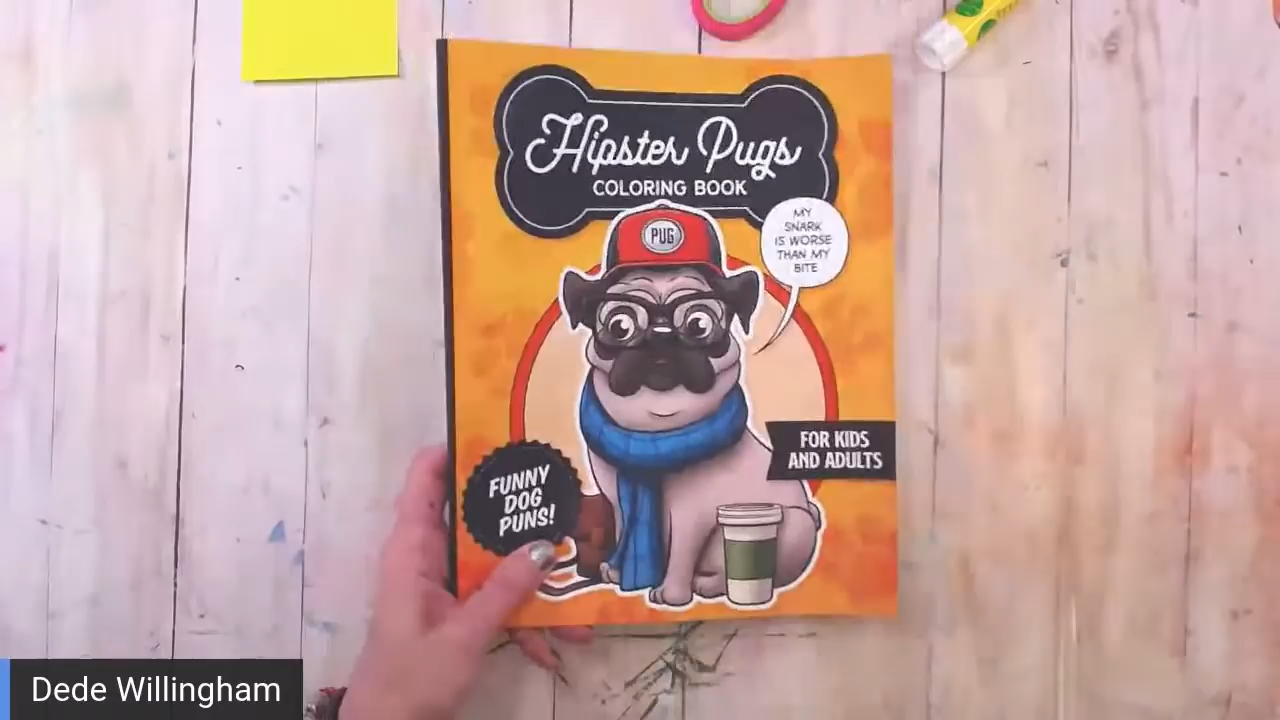 Hipster Pugs
COLORING BOOK
PUG
MY
SNARK
IS WORSE
THAN MY
BITE
FOR KIDS
AND ADULTS
FUNNY
DOG
PUNS!
Dede Willingham